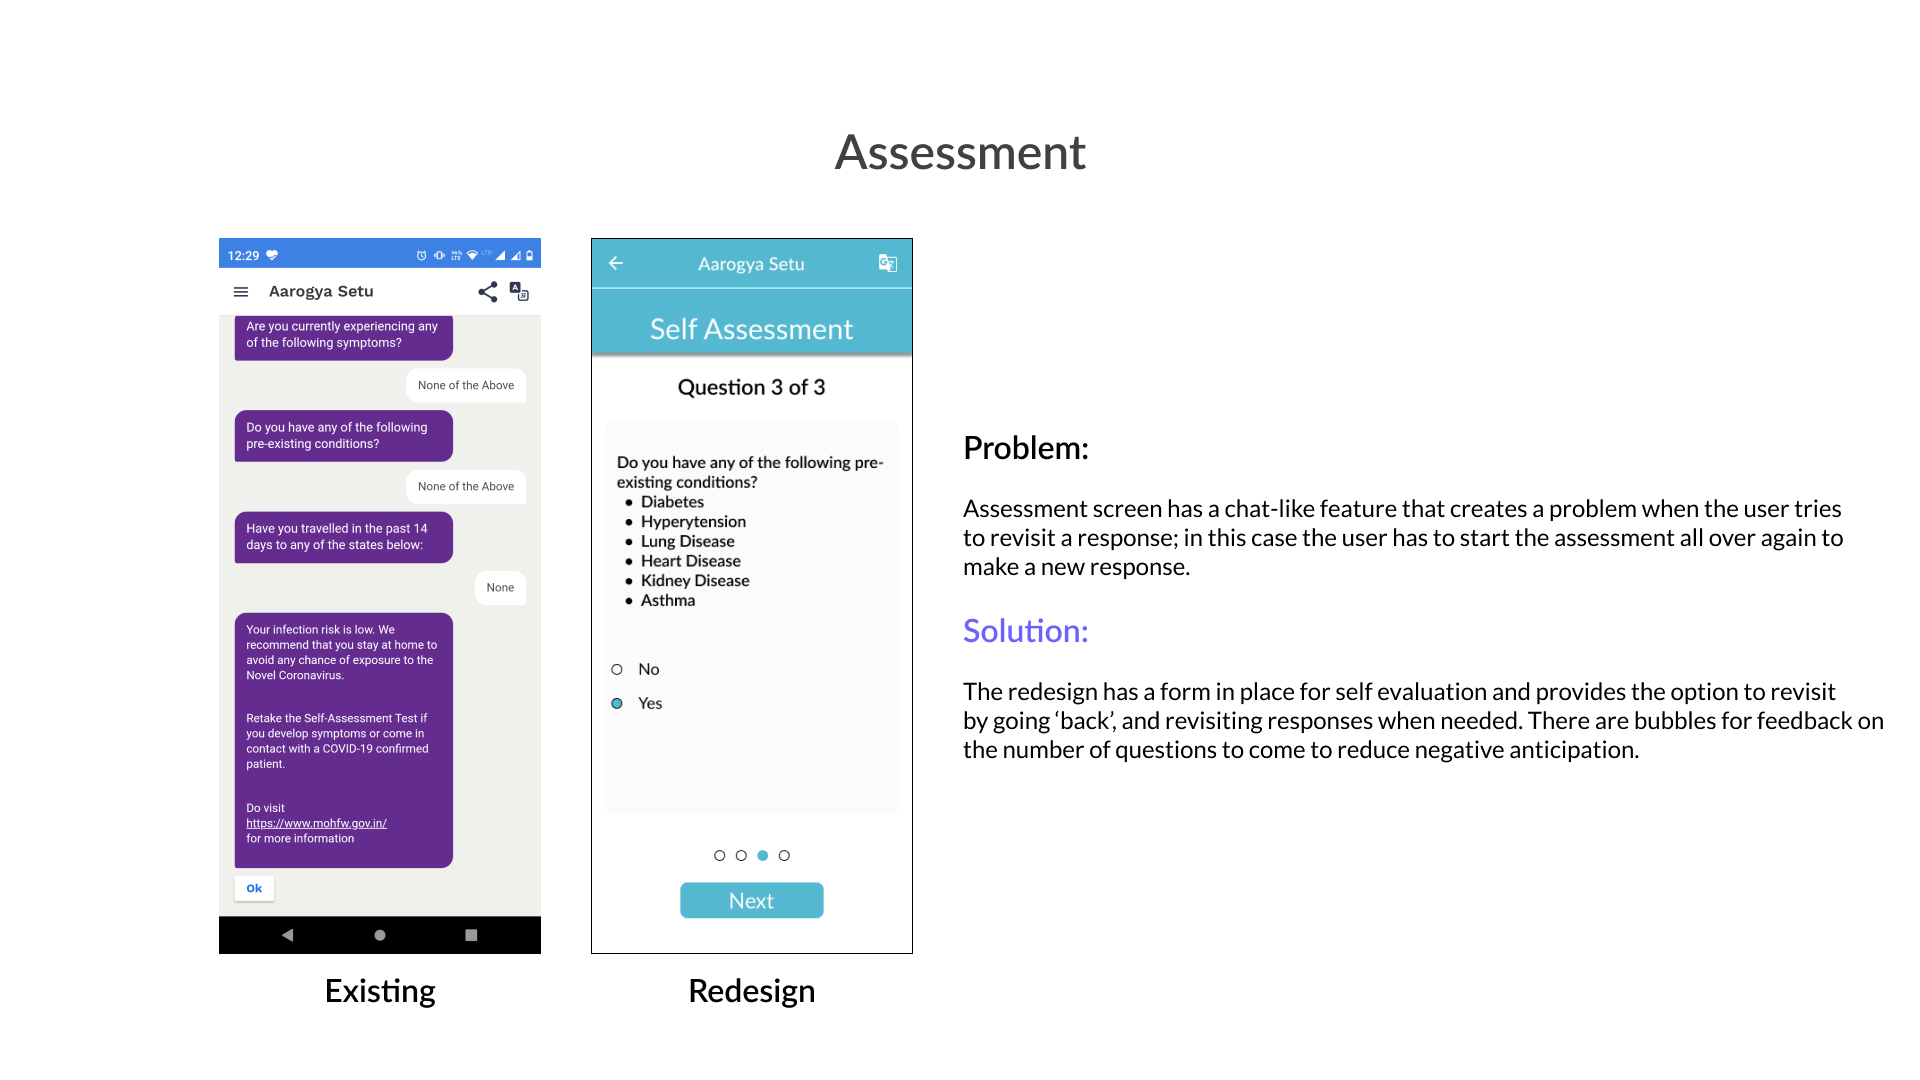 Assessment
12:29
Aarogya Setu
Are you currently experiencing any
of the following symptoms?
None of the Above
Do you have any of the following
pre-existing conditions?
None of the Above
Have you travelled in the past 14
days to any of the states below:
None
Your infection risk is low. We
recommend that you stay at home to
avoid any chance of exposure to the
Novel Coronavirus.
Retake the Self-Assessment Test if
you develop symptoms or come in
contact with a COVID-19 confirmed
patient.
Do visit
https://www.mohfw.gov.in/
for more information
Ok
Existing
Aarogya Setu
Self Assessment
Question 3 of 3
Do you have any of the following pre-
existing conditions?
• Diabetes
• Hyperytension
• Lung Disease
• Heart Disease
• Kidney Disease
• Asthma
No
Yes
Next
Redesign
Problem:
Assessment screen has a chat-like feature that creates a problem when the user tries
to revisit a response; in this case the user has to start the assessment all over again to
make a new response.
Solution:
The redesign has a form in place for self evaluation and provides the option to revisit
by going ‘back’, and revisiting responses when needed. There are bubbles for feedback on
the number of questions to come to reduce negative anticipation.